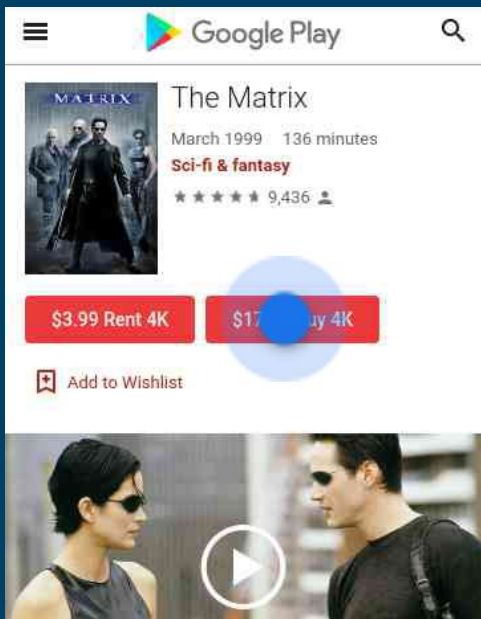 Google Play
MATRIX
The Matrix
March 1999 136 minutes
Sci-fi & fantasy
9,436
$3.99 Rent 4K
4K
Add to Wishlist